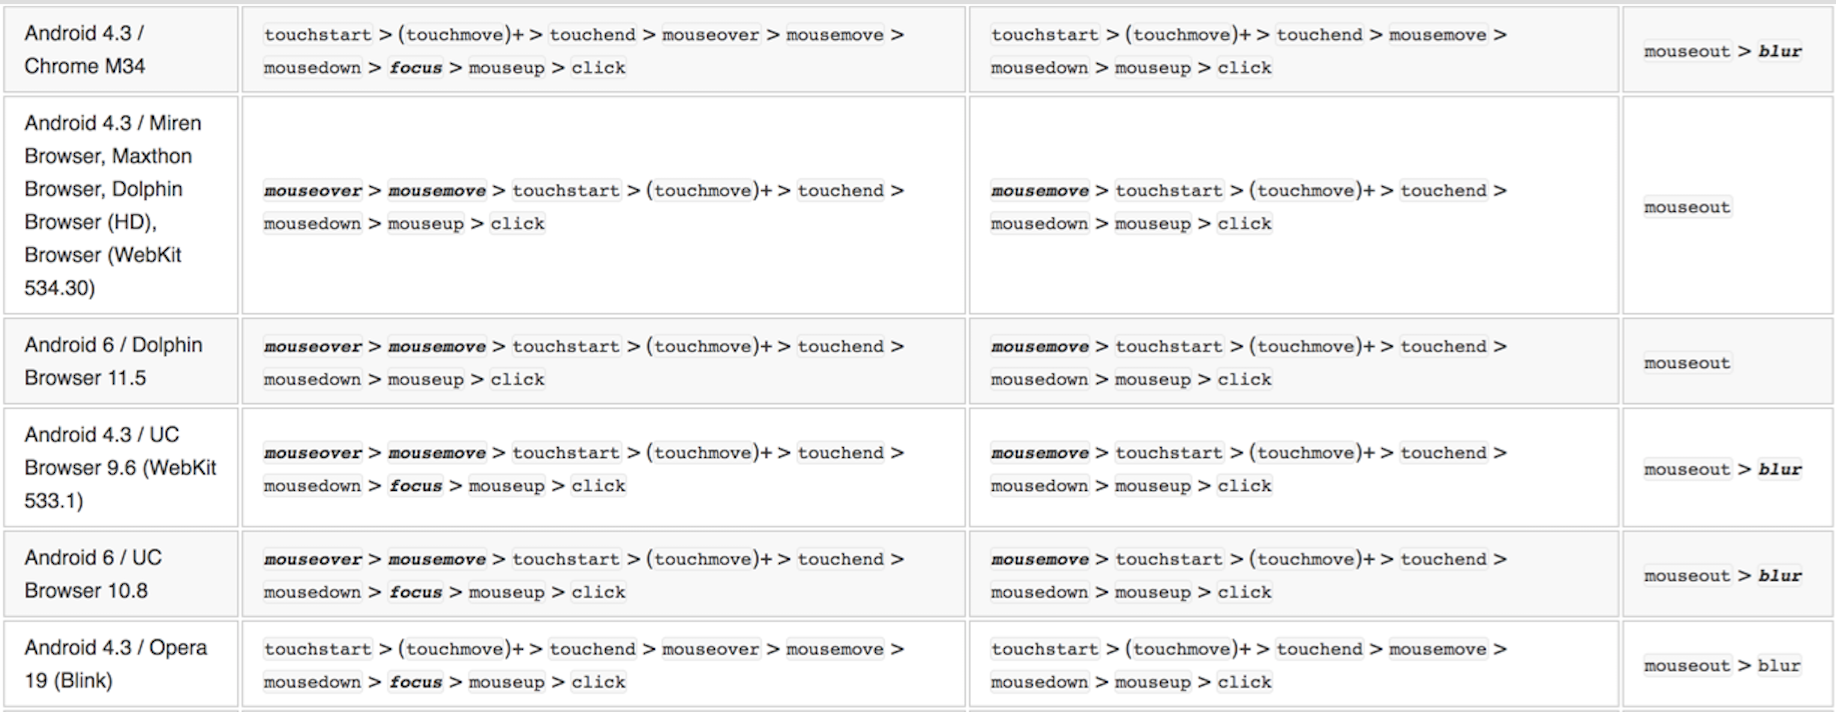 Android 4.3 /
Chrome M34
touchstart > (touchmove)+ > touchend > mouseover > mousemove >
mousedown > focus > mouseup > click
touchstart > (touchmove)+ > touchend > mousemove >
mousedown > mouseup > click
mouseout > blur
Android 4.3 / Miren
Browser, Maxthon
Browser, Dolphin
Browser (HD),
Browser (WebKit
534.30)
mouseover > mousemove > touchstart > (touchmove)+ > touchend >
mousedown > mouseup > click
mousemove > touchstart > (touchmove)+ > touchend >
mousedown > mouseup > click
mouseout
Android 6 / Dolphin
Browser 11.5
mouseover > mousemove > touchstart > (touchmove)+ > touchend >
mousedown > mouseup > click
mousemove > touchstart > (touchmove)+ > touchend >
mousedown > mouseup > click
mouseout
Android 4.3 / UC
Browser 9.6 (WebKit
533.1)
mouseover > mousemove > touchstart > (touchmove)+ > touchend >
mousedown > focus > mouseup > click
mousemove > touchstart > (touchmove)+ > touchend >
mousedown > mouseup > click
mouseout > blur
Android 6 / UC
Browser 10.8
mouseover > mousemove > touchstart > (touchmove)+ > touchend >
mousedown > focus > mouseup > click
mousemove > touchstart > (touchmove)+ > touchend >
mousedown > mouseup > click
mouseout > blur
Android 4.3 / Opera
19 (Blink)
touchstart > (touchmove)+ > touchend > mouseover > mousemove >
mousedown > focus > mouseup > click
touchstart > (touchmove)+ > touchend > mousemove >
mousedown > mouseup > click
mouseout > blur